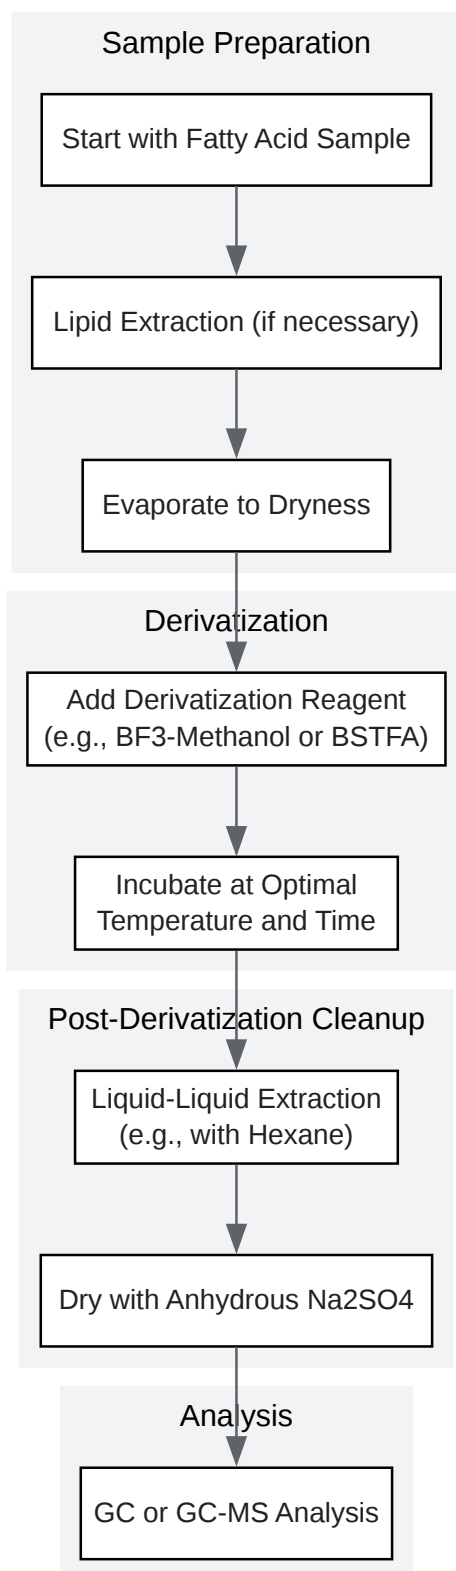 Sample Preparation
Start with Fatty Acid Sample
Lipid Extraction (if necessary)
Evaporate to Dryness
Derivatization
Add Derivatization Reagent
(e.g., BF3-Methanol or BSTFA)
Incubate at Optimal
Temperature and Time
Post-Derivatization Cleanup
Liquid-Liquid Extraction
(e.g., with Hexane)
Dry with Anhydrous Na2SO4
Analysis
GC or GC-MS Analysis